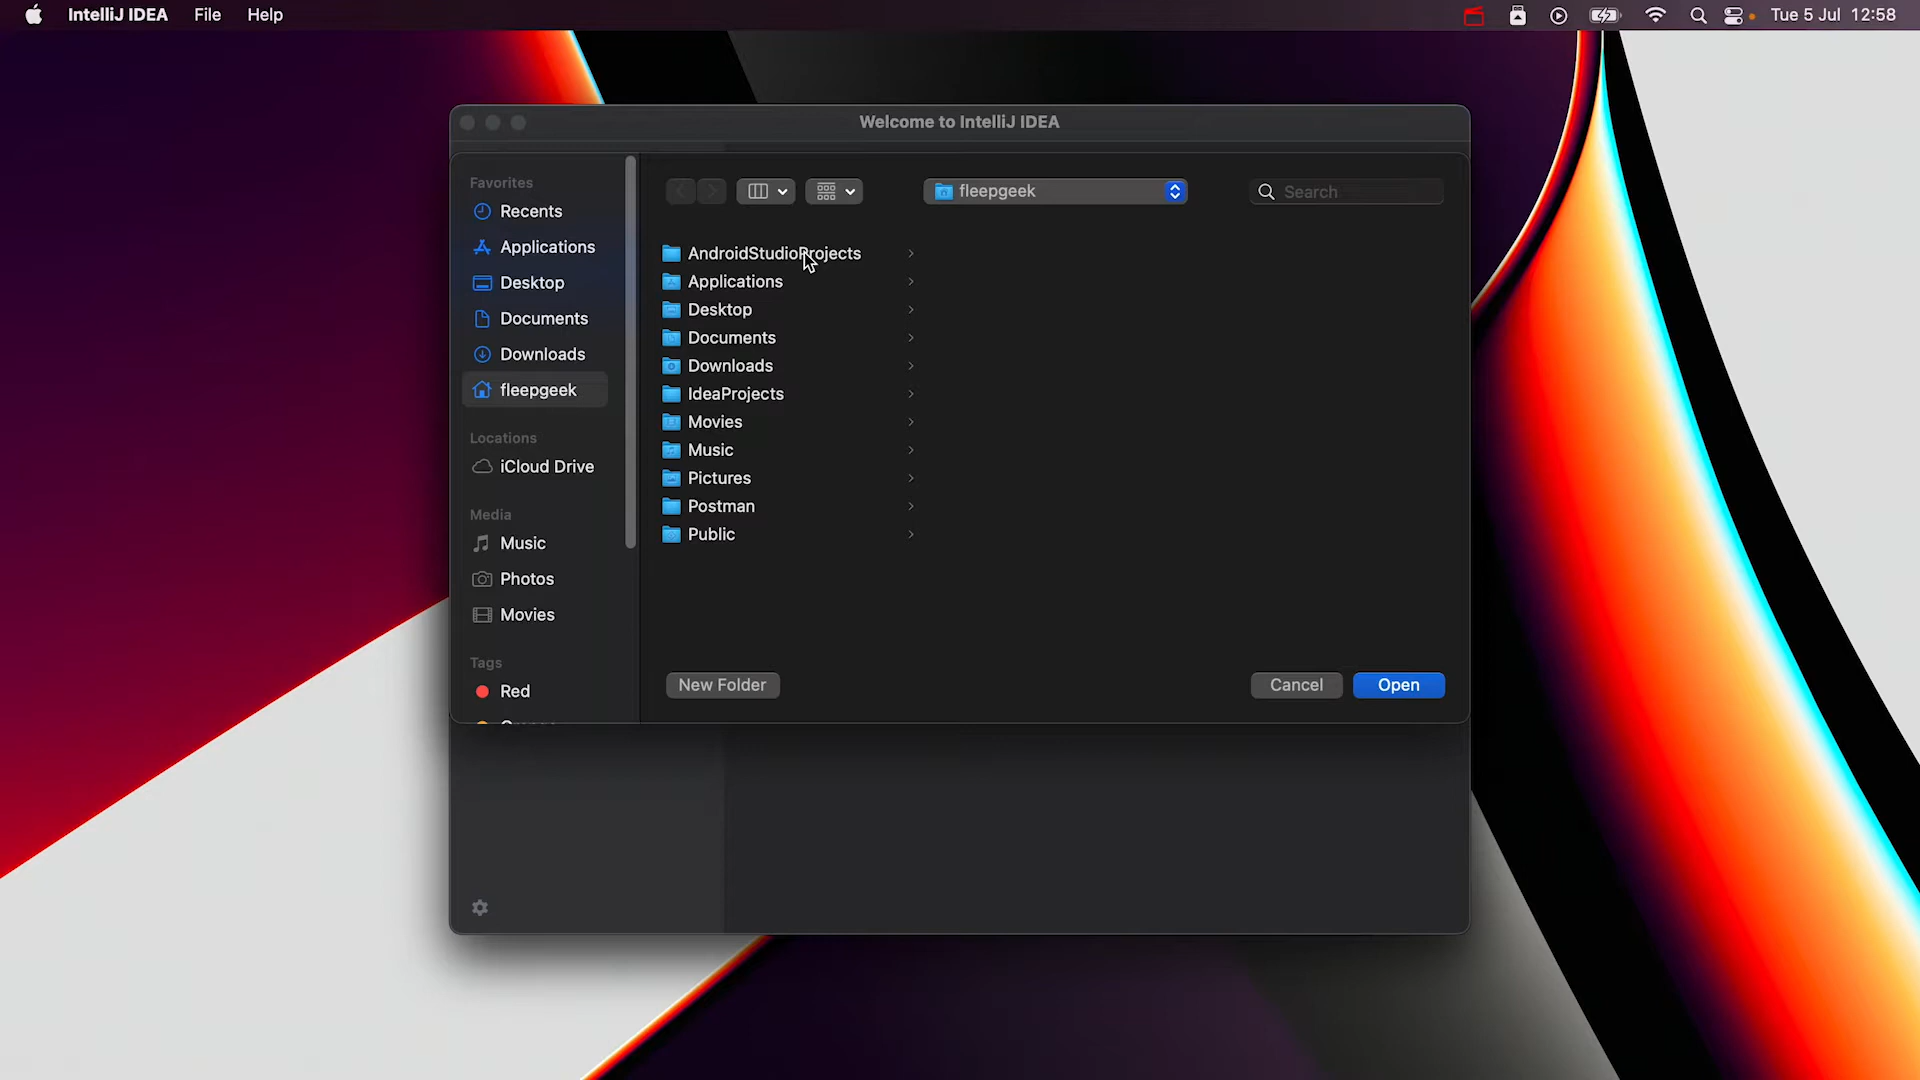 IntelliJ IDEA File Help Tue 5 Jul 12:58
Welcome to IntelliJ IDEA
Favorites
Recents
Applications
Desktop
Documents
Downloads
fleepgeek
Locations
iCloud Drive
Media
Music
Photos
Movies
Tags
Red
fleepgeek
Search
AndroidStudioProjects
Applications
Desktop
Documents
Downloads
IdeaProjects
Movies
Music
Pictures
Postman
Public
New Folder
Cancel
Open